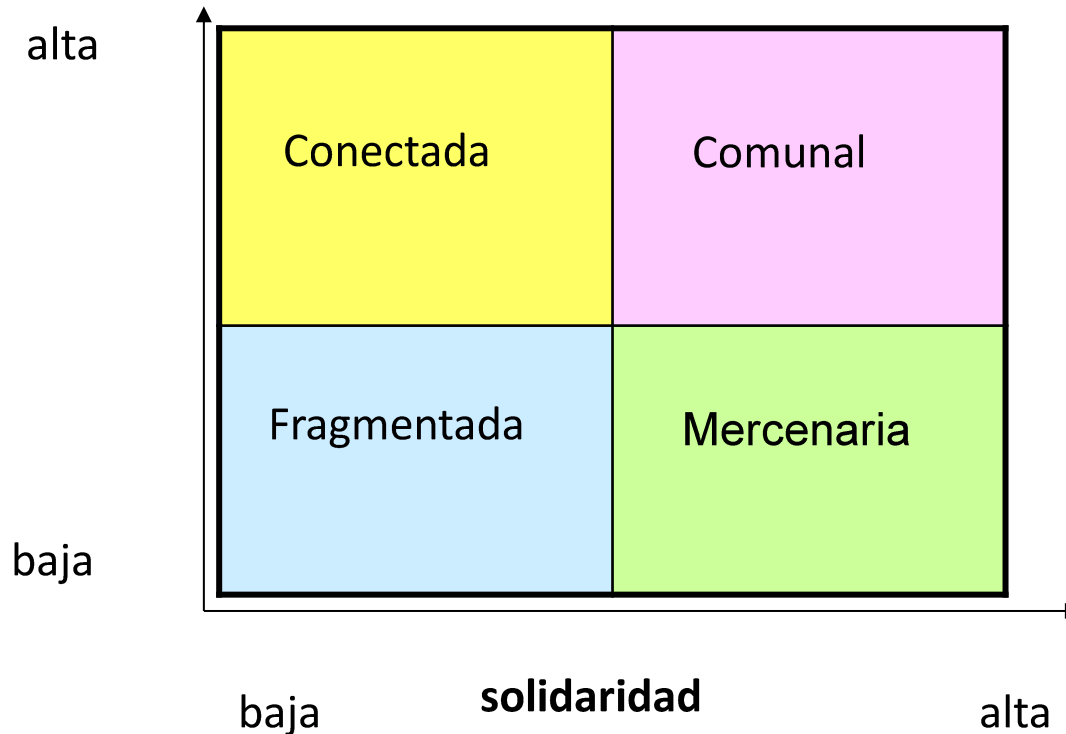 alta
Conectada
Comunal
Fragmentada
Mercenaria
baja
solidaridad
baja
alta